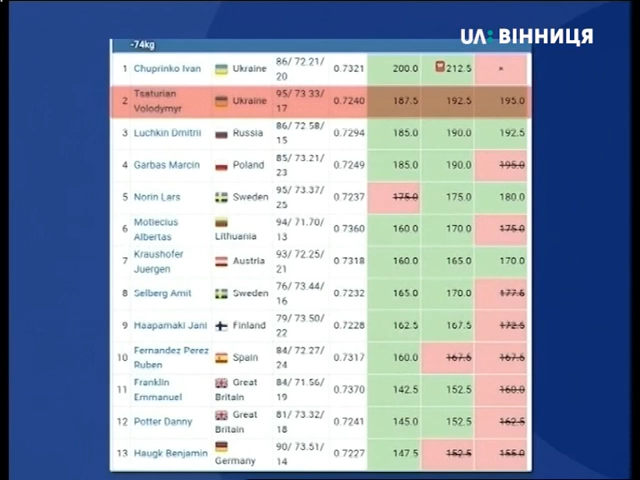 UA: ВІННИЦЯ
-74kg
1 Chuprinko Ivan Ukraine 86/ 72.21/ 20 0.7321 200.0 212.5 ×
2 Tsaturian Volodymyr Ukraine 95/ 73.33/ 17 0.7240 187.5 192.5 195.0
3 Luchkin Dmitrii Russia 86/ 72.58/ 15 0.7294 185.0 190.0 192.5
4 Garbas Marcin Poland 85/ 73.21/ 23 0.7249 185.0 190.0 195.0
5 Norin Lars Sweden 95/ 73.37/ 25 0.7237 175.0 175.0 180.0
6 Motiecius Albertas Lithuania 94/ 71.70/ 13 0.7360 160.0 170.0 175.0
7 Kraushofer Juergen Austria 93/ 72.25/ 21 0.7318 160.0 165.0 170.0
8 Selberg Arnt Sweden 76/ 73.44/ 16 0.7232 165.0 170.0 177.5
9 Haapamaki Jani Finland 79/ 73.50/ 22 0.7228 162.5 167.5 172.5
10 Fernandez Perez Ruben Spain 84/ 72.27/ 24 0.7317 160.0 167.5 167.5
11 Franklin Emmanuel Great Britain 84/ 71.56/ 19 0.7370 142.5 152.5 160.0
12 Potter Danny Great Britain 81/ 73.32/ 18 0.7241 145.0 152.5 162.5
13 Haugk Benjamin Germany 90/ 73.51/ 14 0.7227 147.5 152.5 155.0